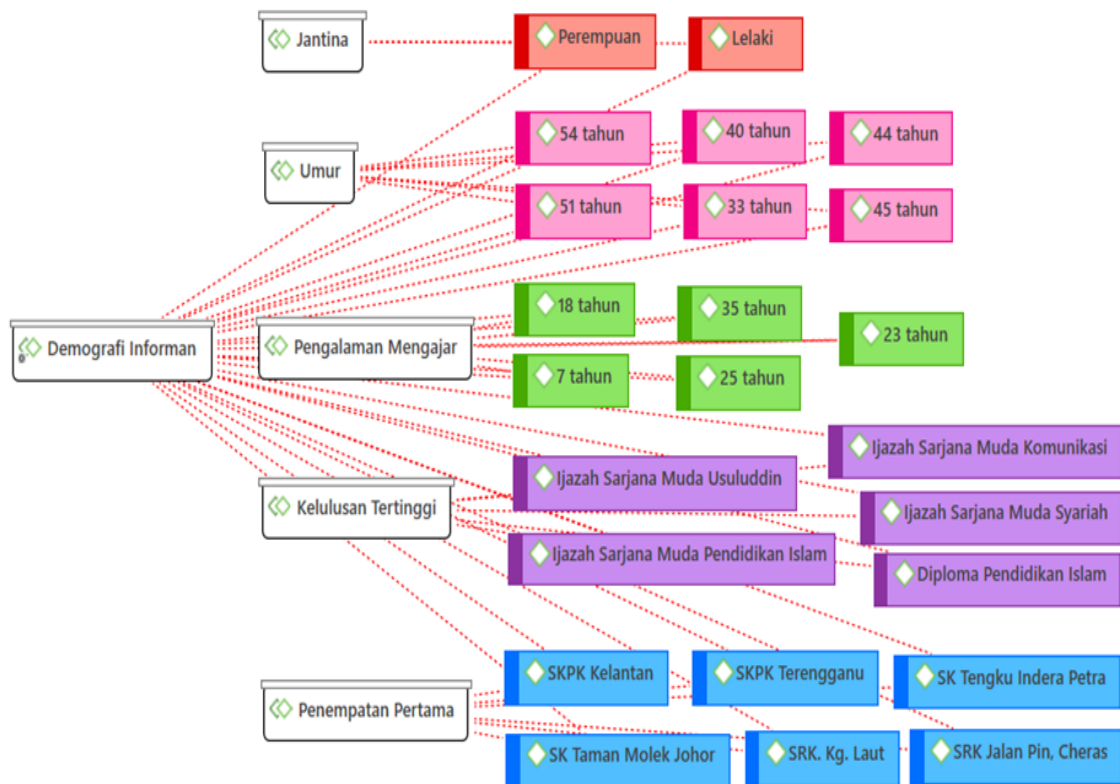 Jantina
Perempuan
Lelaki
Umur
54 tahun
40 tahun
44 tahun
51 tahun
33 tahun
45 tahun
Demografi Informan
Pengalaman Mengajar
18 tahun
35 tahun
23 tahun
7 tahun
25 tahun
Kelulusan Tertinggi
Ijazah Sarjana Muda Usuluddin
Ijazah Sarjana Muda Komunikasi
Ijazah Sarjana Muda Syariah
Ijazah Sarjana Muda Pendidikan Islam
Diploma Pendidikan Islam
Penempatan Pertama
SKPK Kelantan
SKPK Terengganu
SK Tengku Indera Petra
SK Taman Molek Johor
SRK. Kg. Laut
SRK Jalan Pin, Cheras